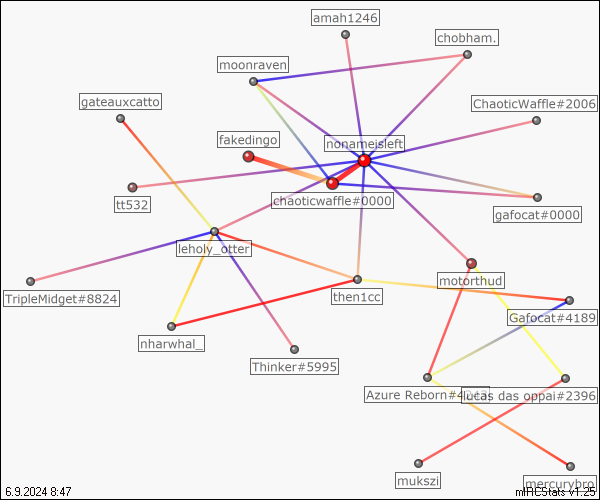 amah1246
chobham.
moonraven
gateauxcatto
ChaoticWaffle#2006
fakedingo
nonameisleft
chaoticwaffle#0000
tt532
gafocat#0000
leholy_otter
motorthud
TripleMidget#8824
then1cc
Gafocat#4189
nharwhal_
Thinker#5995
Azure Reborn#4
lucas das oppai#2396
mukszi
mercurybro
6.9.2024 8:47
mIRCStats v1.25